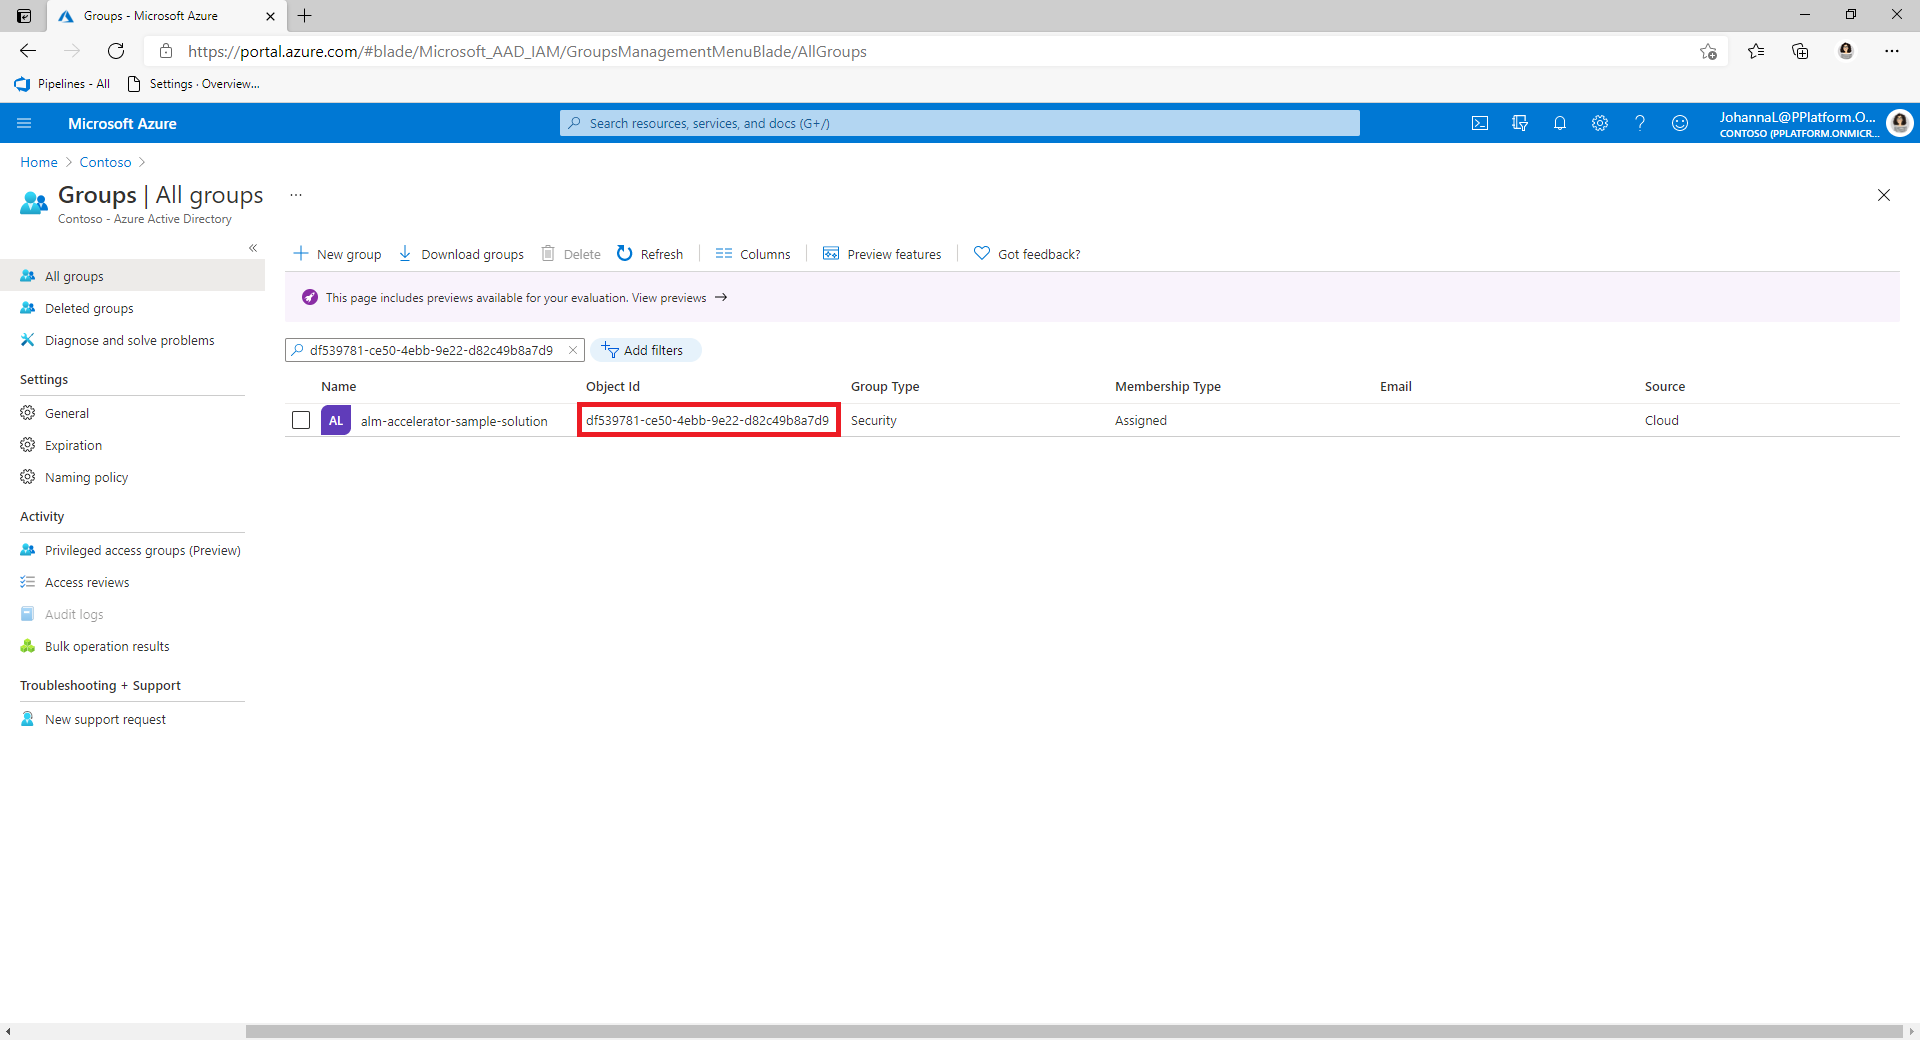 Groups - Microsoft Azure
https://portal.azure.com/#blade/Microsoft_AAD_IAM/GroupsManagementMenuBlade/AllGroups
Pipelines - All
Settings · Overview...
Microsoft Azure
Search resources, services, and docs (G+/)
JohannaL@PPlatform.O...
CONTOSO (PPLATFORM.ONMICR...
Home
Contoso
Groups | All groups
...
Contoso - Azure Active Directory
All groups
Deleted groups
Diagnose and solve problems
Settings
General
Expiration
Naming policy
Activity
Privileged access groups (Preview)
Access reviews
Audit logs
Bulk operation results
Troubleshooting + Support
New support request
New group
Download groups
Delete
Refresh
Columns
Preview features
Got feedback?
This page includes previews available for your evaluation. View previews →
df539781-ce50-4ebb-9e22-d82c49b8a7d9
Add filters
Name
Object Id
Group Type
Membership Type
Email
Source
AL
alm-accelerator-sample-solution
df539781-ce50-4ebb-9e22-d82c49b8a7d9
Security
Assigned
Cloud